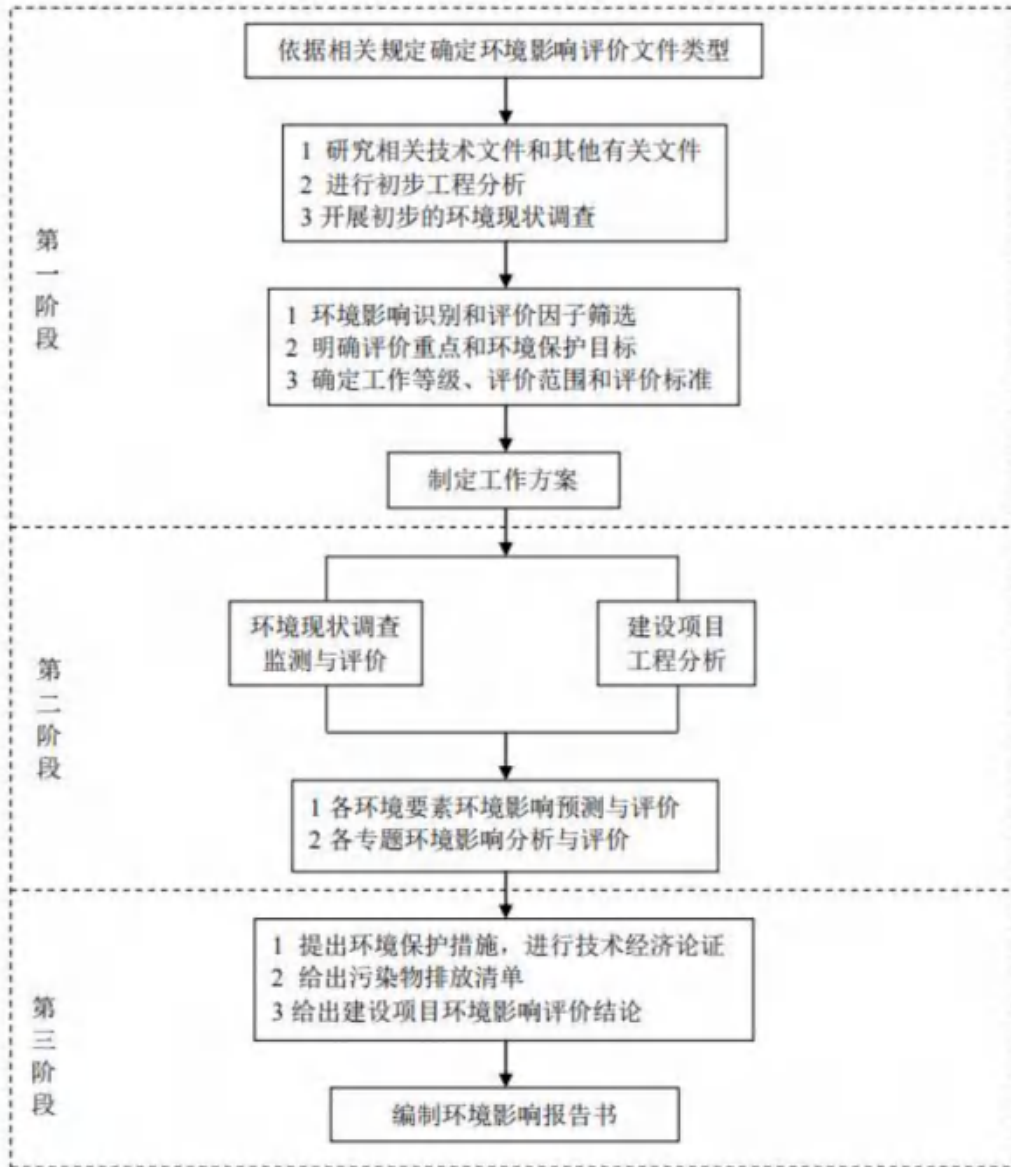 依据相关规定确定环境影响评价文件类型
1 研究相关技术文件和其他有关文件
2 进行初步工程分析
3 开展初步的环境现状调查
第一阶段
1 环境影响识别和评价因子筛选
2 明确评价重点和环境保护目标
3 确定工作等级、评价范围和评价标准
制定工作方案
第二阶段
环境现状调查
监测与评价
建设项目
工程分析
1 各环境要素环境影响预测与评价
2 各专题环境影响分析与评价
第三阶段
1 提出环境保护措施，进行技术经济论证
2 给出污染物排放清单
3 给出建设项目环境影响评价结论
编制环境影响报告书